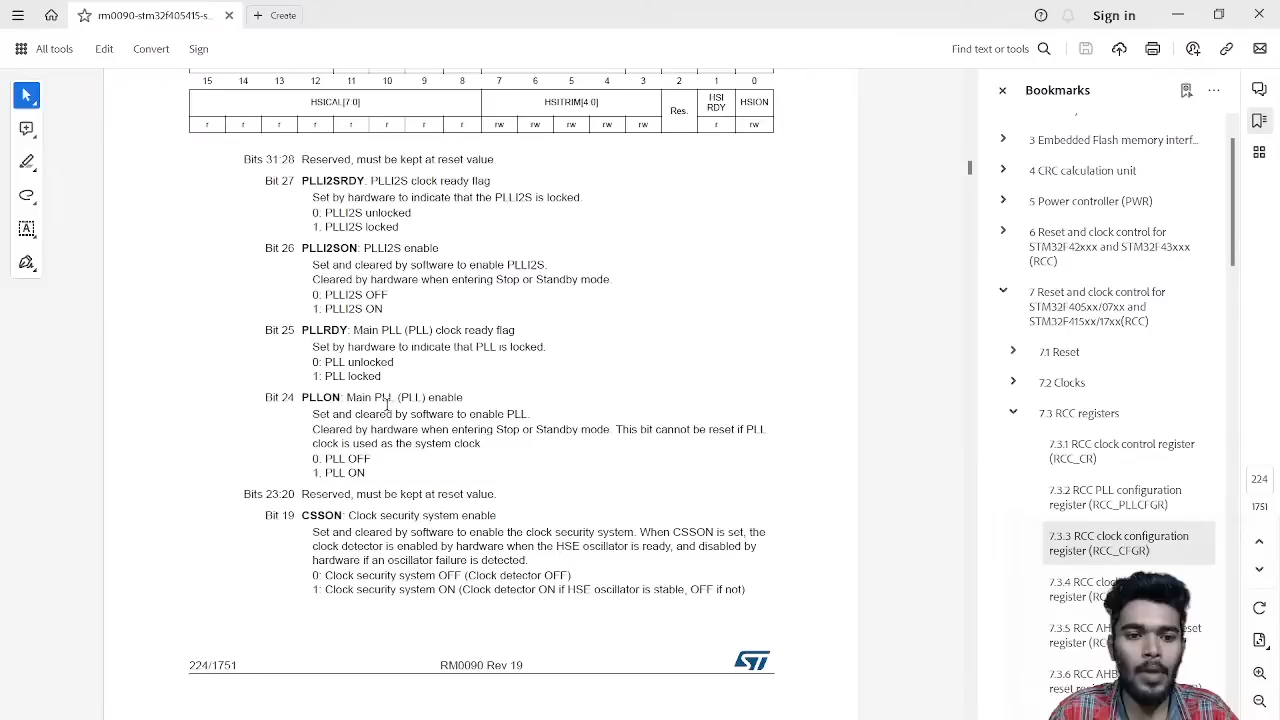 rm0090-stm32f405415-s...
Create
Sign in
All tools
Edit
Convert
Sign
Find text or tools
15 14 13 12 11 10 9 8 7 6 5 4 3 2 1 0
HSICAL[7:0] HSITRIM[4:0] Res. HSI RDY HSION
r r r r r r r r rw rw rw rw rw r rw
Bits 31:28 Reserved, must be kept at reset value.
Bit 27 PLLI2SRDY: PLLI2S clock ready flag
Set by hardware to indicate that the PLLI2S is locked.
0: PLLI2S unlocked
1: PLLI2S locked
Bit 26 PLLI2SON: PLLI2S enable
Set and cleared by software to enable PLLI2S.
Cleared by hardware when entering Stop or Standby mode.
0: PLLI2S OFF
1: PLLI2S ON
Bit 25 PLLRDY: Main PLL (PLL) clock ready flag
Set by hardware to indicate that PLL is locked.
0: PLL unlocked
1: PLL locked
Bit 24 PLLON: Main PLL (PLL) enable
Set and cleared by software to enable PLL.
Cleared by hardware when entering Stop or Standby mode. This bit cannot be reset if PLL
clock is used as the system clock
0: PLL OFF
1: PLL ON
Bits 23:20 Reserved, must be kept at reset value.
Bit 19 CSSON: Clock security system enable
Set and cleared by software to enable the clock security system. When CSSON is set, the
clock detector is enabled by hardware when the HSE oscillator is ready, and disabled by
hardware if an oscillator failure is detected.
0: Clock security system OFF (Clock detector OFF)
1: Clock security system ON (Clock detector ON if HSE oscillator is stable, OFF if not)
224/1751
RM0090 Rev 19
ST
Bookmarks
3 Embedded Flash memory interf...
4 CRC calculation unit
5 Power controller (PWR)
6 Reset and clock control for
STM32F42xxx and STM32F43xxx
(RCC)
7 Reset and clock control for
STM32F405xx/07xx and
STM32F415xx/17xx(RCC)
7.1 Reset
7.2 Clocks
7.3 RCC registers
7.3.1 RCC clock control register
(RCC_CR)
7.3.2 RCC PLL configuration
register (RCC_PLLCFGR)
7.3.3 RCC clock configuration
register (RCC_CFGR)
7.3.4 RCC
register
7.3.5 RCC
register
7.3.6 RCC
224
1751